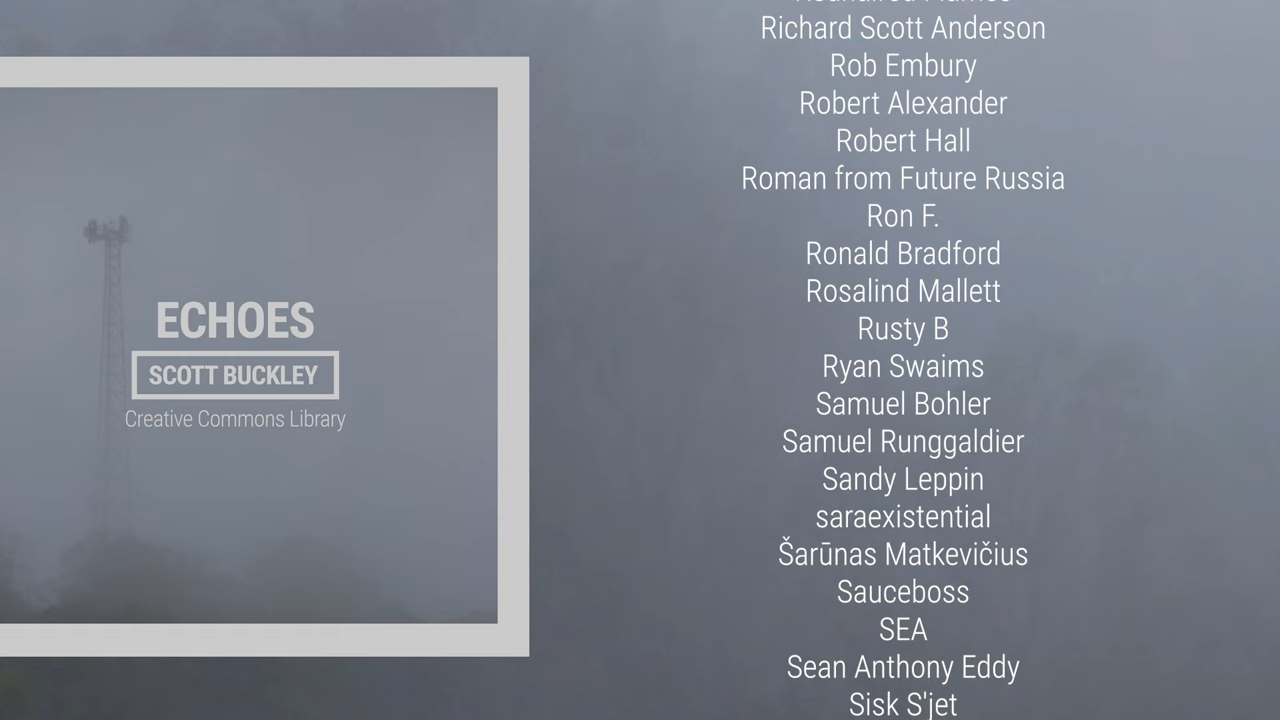 ECHOES
SCOTT BUCKLEY
Creative Commons Library
Richard Scott Anderson
Rob Embury
Robert Alexander
Robert Hall
Roman from Future Russia
Ron F.
Ronald Bradford
Rosalind Mallett
Rusty B
Ryan Swaims
Samuel Bohler
Samuel Runggaldier
Sandy Leppin
saraexistential
Šarūnas Matkevičius
Sauceboss
SEA
Sean Anthony Eddy
Sisk S'jet